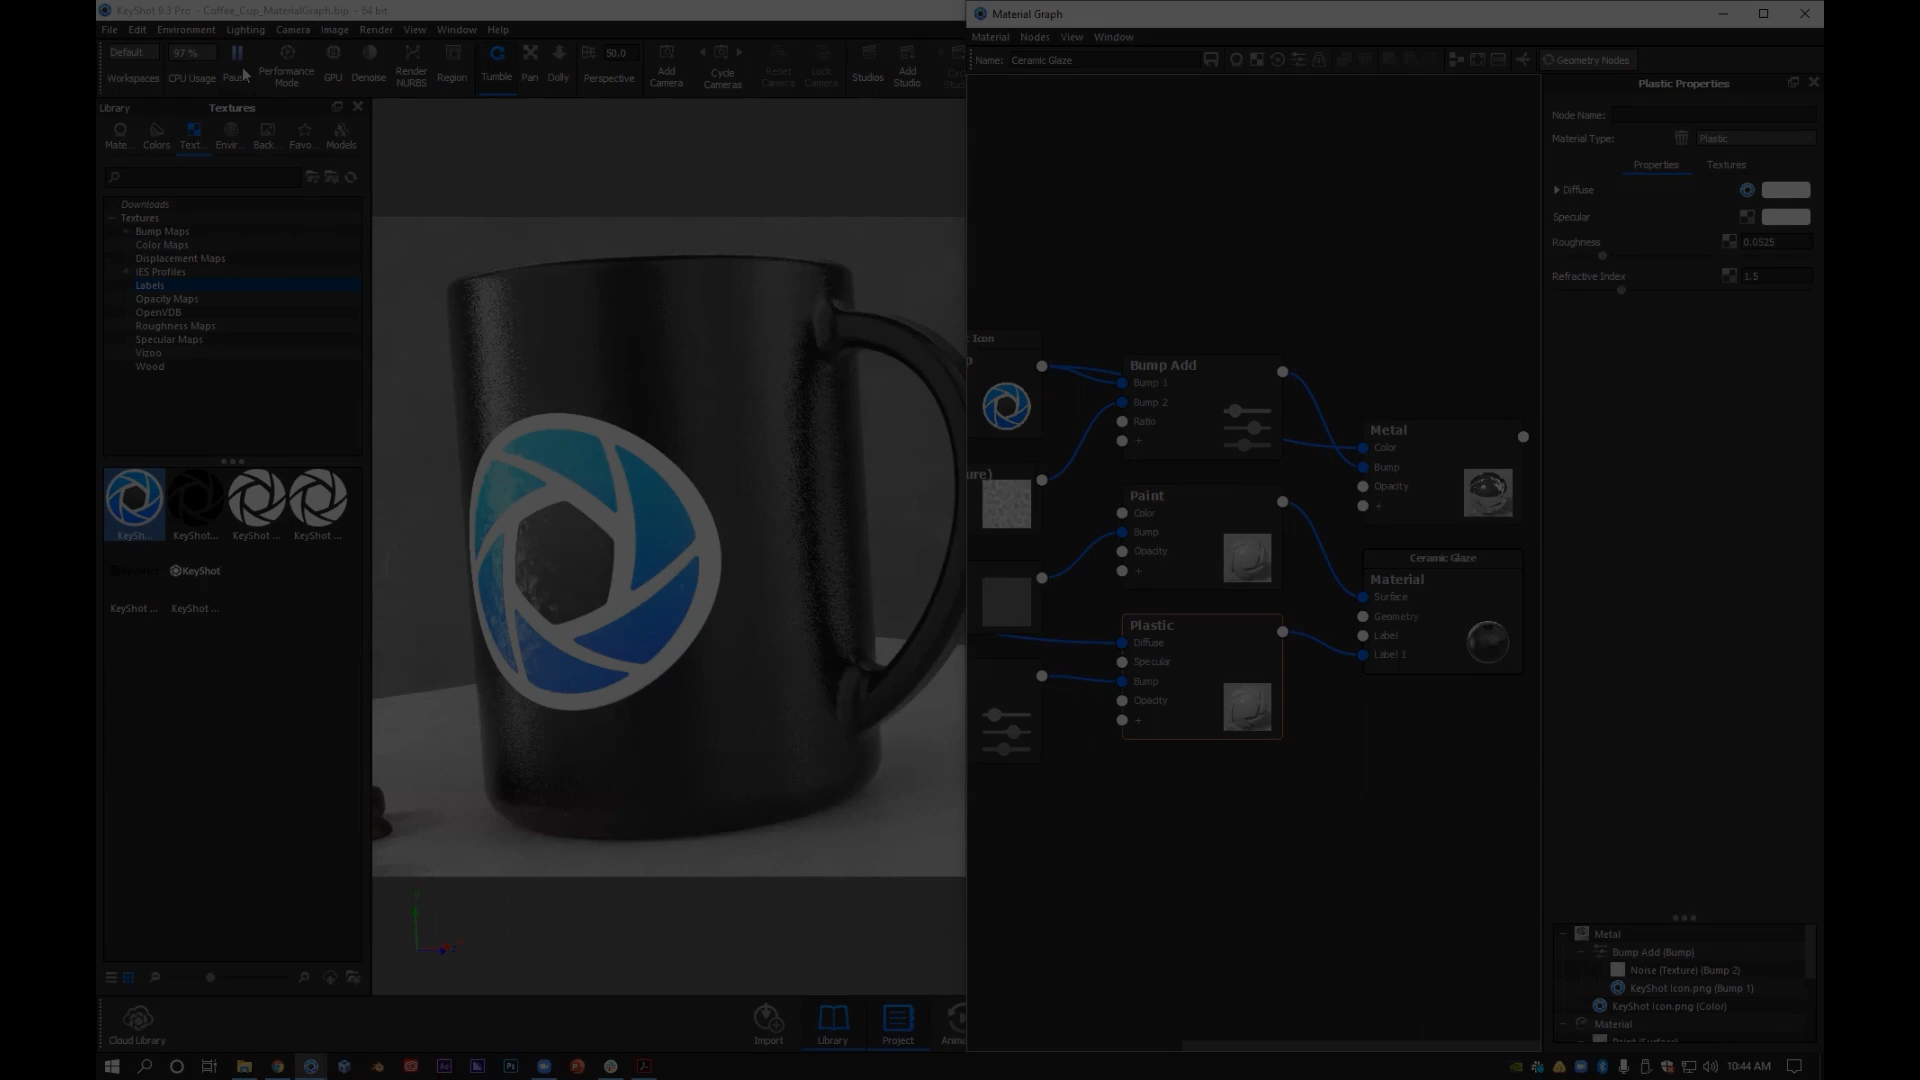 KeyShot 9.3 Pro - Coffee_Cup_MaterialGraph.bip - 64 bit
File Edit Environment Lighting Camera Image Render View Window Help
Default
97 %
50.0
Workspaces
CPU Usage
Performance Mode
GPU
Denoise
Render NURBS
Region
Tumble
Pan
Dolly
Perspective
Add Camera
Cycle Cameras
Reset Camera
Lock Camera
Studios
Add Studio
Library
Textures
Mate...
Colors
Text...
Envir...
Back...
Favo...
Models
Downloads
Textures
Bump Maps
Color Maps
Displacement Maps
IES Profiles
Labels
Opacity Maps
OpenVDB
Roughness Maps
Specular Maps
Vizoo
Wood
KeySh...
KeyShot...
KeyShot ...
KeyShot ...
KeyShot
KeyShot ...
KeyShot ...
Cloud Library
Import
Library
Project
Material Graph
Material Nodes View Window
Name: Ceramic Glaze
Geometry Nodes
Bump Add
Bump 1
Bump 2
Ratio
+
Paint
Color
Bump
Opacity
+
Plastic
Diffuse
Specular
Bump
Opacity
+
Metal
Color
Bump
Opacity
+
Ceramic Glaze
Material
Surface
Geometry
Label
Label 1
Plastic Properties
Node Name:
Material Type: Plastic
Properties Textures
Diffuse
Specular
Roughness 0.0525
Refractive Index 1.5
Metal
Bump Add (Bump)
Noise (Texture) (Bump 2)
KeyShot Icon.png (Bump 1)
KeyShot Icon.png (Color)
Material
10:44 AM